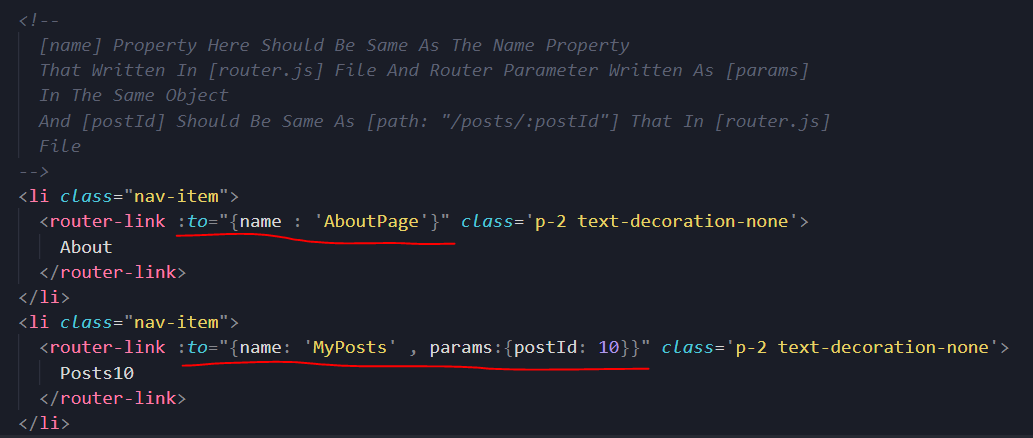 <!--
[name] Property Here Should Be Same As The Name Property
That Written In [router.js] File And Router Parameter Written As [params]
In The Same Object
And [postId] Should Be Same As [path: "/posts/:postId"] That In [router.js]
File
-->
<li class="nav-item">
<router-link :to="{name : 'AboutPage'}" class='p-2 text-decoration-none'>
About
</router-link>
</li>
<li class="nav-item">
<router-link :to="{name: 'MyPosts' , params:{postId: 10}}" class='p-2 text-decoration-none'>
Posts10
</router-link>
</li>